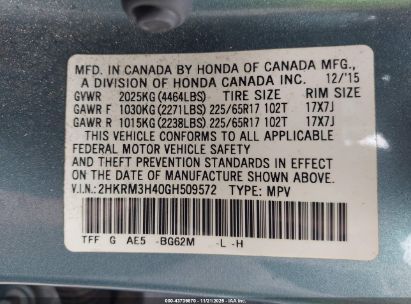 MFD. IN CANADA BY HONDA OF CANADA MFG.,
A DIVISION OF HONDA CANADA INC. 12/'15
GVWR 2025KG (4464LBS) TIRE SIZE RIM SIZE
GAWR F 1030KG (2271LBS) 225/65R17 102T 17X7J
GAWR R 1015KG (2238LBS) 225/65R17 102T 17X7J
THIS VEHICLE CONFORMS TO ALL APPLICABLE
FEDERAL MOTOR VEHICLE SAFETY
AND THEFT PREVENTION STANDARDS IN EFFECT
ON THE DATE OF MANUFACTURE SHOWN ABOVE.
V.I.N.: 2HKRM3H40GH509572 TYPE: MPV
TFF G AE5 -BG62M -L -H